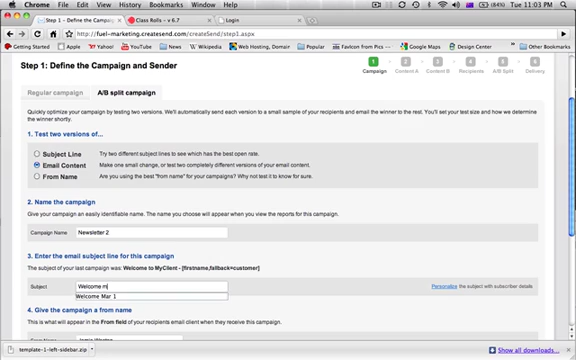 Chrome File Edit View History Bookmarks Window Help
(84%) Tue 11:03 PM
Step 1 - Define the Campa
Class Rolls - v 6.7
Login
http://fuel-marketing.createsend.com/createSend/step3.aspx
Getting Started Apple Yahoo! YouTube News Wikipedia Web Hosting, Domain Popular Favicon from Pics Google Maps Design Center Other Bookmarks
Step 1: Define the Campaign and Sender
1 2 3 4 5 6
Campaign Content A Content B Recipients A/B Split Delivery
Regular campaign A/B split campaign
Quickly optimize your campaign by testing two versions. We'll automatically send each version to a small sample of your recipients and email the winner to the rest. You'll set your test size and how we determine
the winner shortly.
1. Test two versions of...
Subject Line Try two different subject lines to see which has the best open rate.
Email Content Make one small change, or test two completely different versions of your email content.
From Name Are you using the best "from name" for your campaigns? Why not test it to know for sure.
2. Name the campaign
Give your campaign an easily identifiable name. The name you choose will appear when you view the reports for this campaign.
Campaign Name Newsletter 2
3. Enter the email subject line for this campaign
The subject of your last campaign was: Welcome to MyClient - [firstname,fallback=customer]
Subject Welcome m Personalize the subject with subscriber details
Welcome Mar 1
4. Give the campaign a from name
This is what will appear in the From field of your recipients email client when they receive this campaign.
template-1-left-sidebar.zip Show all downloads...